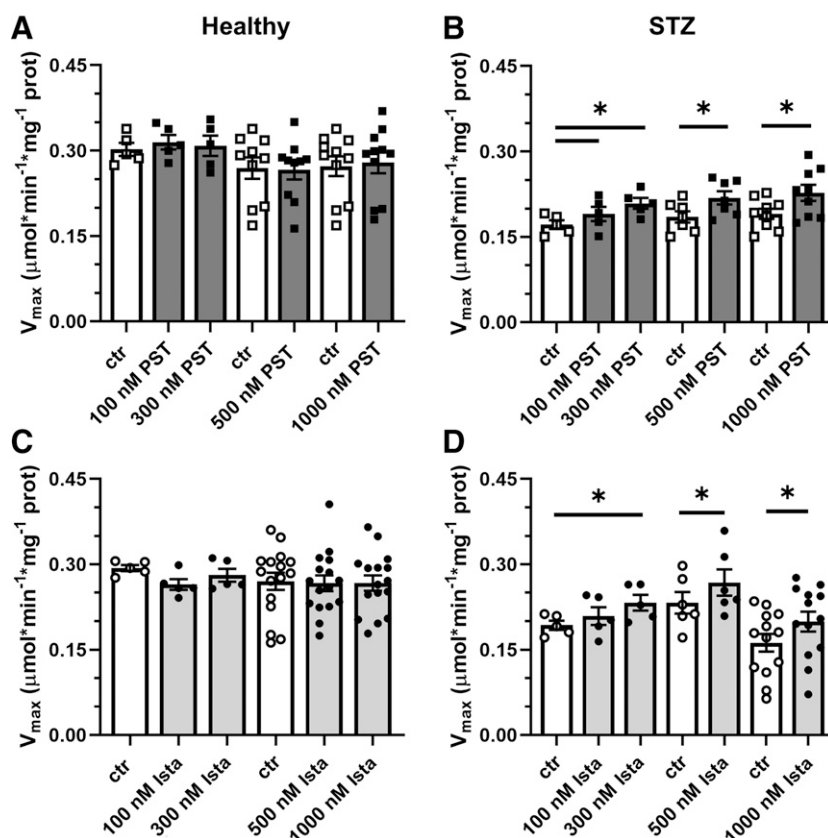 A Healthy
B STZ
V_max (μmol*min⁻¹*mg⁻¹ prot)
0.45
0.30
0.15
0.00
ctr
100 nM PST
300 nM PST
ctr
500 nM PST
ctr
1000 nM PST
V_max (μmol*min⁻¹*mg⁻¹ prot)
0.45
0.30
0.15
0.00
* * *
ctr
100 nM PST
300 nM PST
ctr
500 nM PST
ctr
1000 nM PST
C
D
V_max (μmol*min⁻¹*mg⁻¹ prot)
0.45
0.30
0.15
0.00
ctr
100 nM Ista
300 nM Ista
ctr
500 nM Ista
1000 nM Ista
V_max (μmol*min⁻¹*mg⁻¹ prot)
0.45
0.30
0.15
0.00
* * *
ctr
100 nM Ista
300 nM Ista
ctr
500 nM Ista
ctr
1000 nM Ista